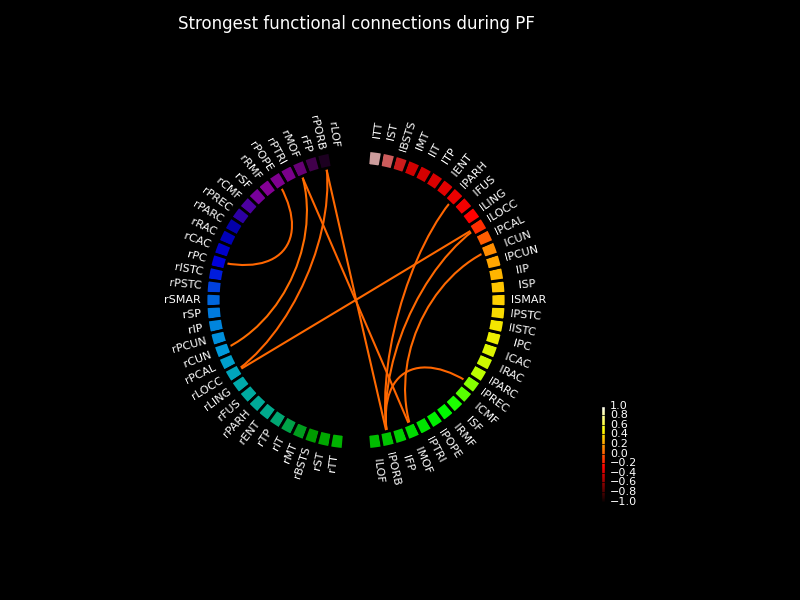 Strongest functional connections during PF
lTT
lST
lBSTS
lMT
lIT
lTP
lENT
lPARH
lFUS
lLING
lLOCC
lPCAL
lCUN
lPCUN
lIP
lSP
lSMAR
lPSTC
lISTC
lPC
lCAC
lRAC
lPARC
lPREC
lCMF
lSF
lRMF
lPOPE
lPTRI
lMOF
lFP
lPORB
lLOF
rTT
rST
rBSTS
rMT
rIT
rTP
rENT
rPARH
rFUS
rLING
rLOCC
rPCAL
rCUN
rPCUN
rIP
rSP
rSMAR
rPSTC
rISTC
rPC
rCAC
rRAC
rPARC
rPREC
rCMF
rSF
rRMF
rPOPE
rPTRI
rMOF
rFP
rPORB
rLOF
1.0
0.8
0.6
0.4
0.2
0.0
−0.2
−0.4
−0.6
−0.8
−1.0